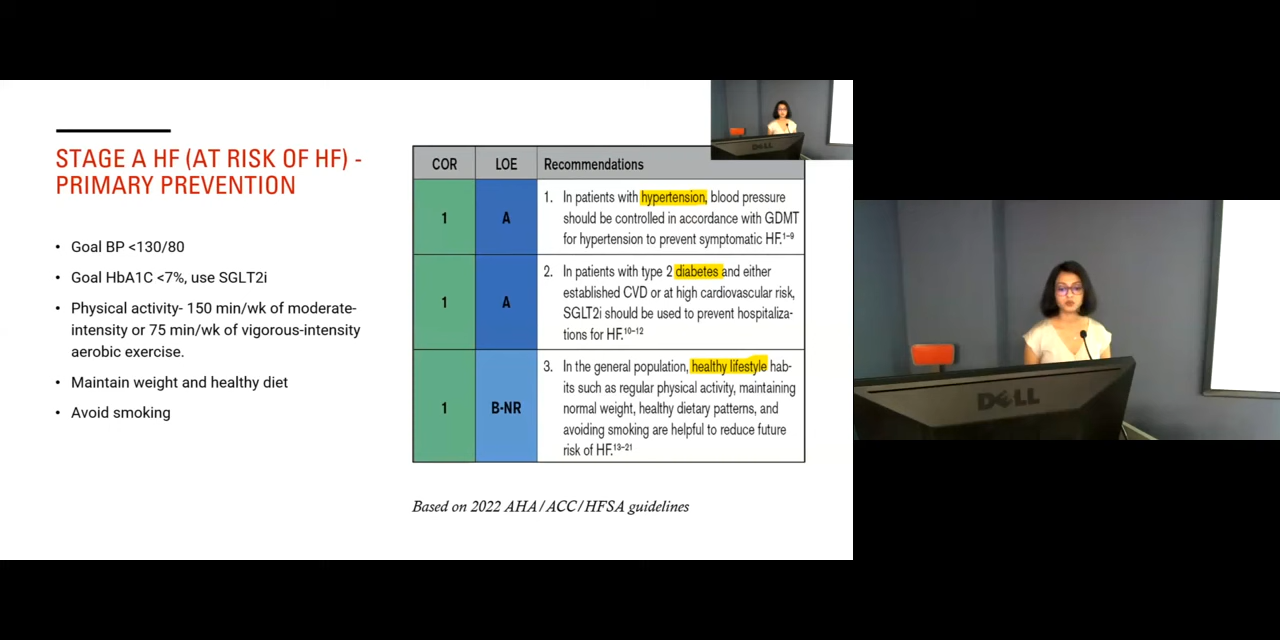 STAGE A HF (AT RISK OF HF) -
PRIMARY PREVENTION
• Goal BP <130/80
• Goal HbA1C <7%, use SGLT2i
• Physical activity- 150 min/wk of moderate-
intensity or 75 min/wk of vigorous-intensity
aerobic exercise.
• Maintain weight and healthy diet
• Avoid smoking
COR LOE Recommendations
1 A 1. In patients with hypertension, blood pressure
should be controlled in accordance with GDMT
for hypertension to prevent symptomatic HF.1–9
1 A 2. In patients with type 2 diabetes and either
established CVD or at high cardiovascular risk,
SGLT2i should be used to prevent hospitaliza-
tions for HF.10–12
1 B-NR 3. In the general population, healthy lifestyle hab-
its such as regular physical activity, maintaining
normal weight, healthy dietary patterns, and
avoiding smoking are helpful to reduce future
risk of HF.13–21
Based on 2022 AHA/ACC/HFSA guidelines
DELL
DELL